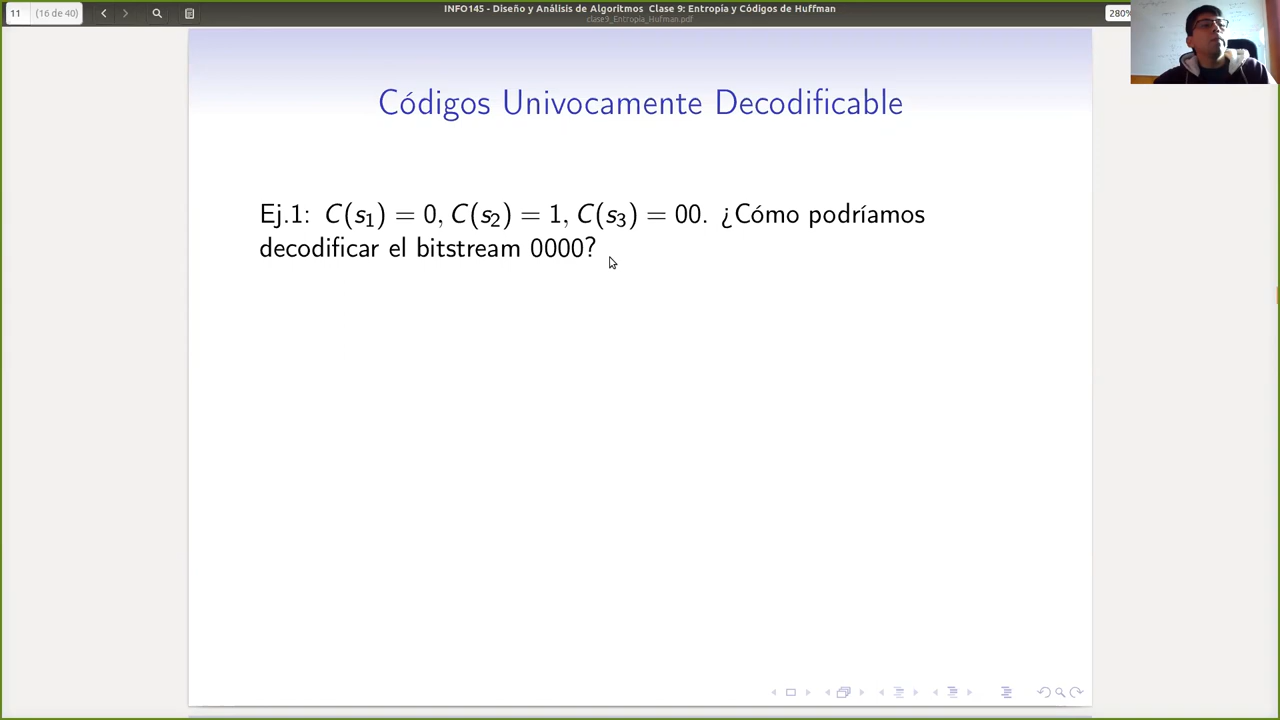 11 (16 de 40)
INFO145 - Diseño y Análisis de Algoritmos Clase 9: Entropía y Códigos de Huffman
clase9_Entropia_Hufman.pdf
280%
Códigos Univocamente Decodificable
Ej.1: C(s₁) = 0, C(s₂) = 1, C(s₃) = 00. ¿Cómo podríamos
decodificar el bitstream 0000?